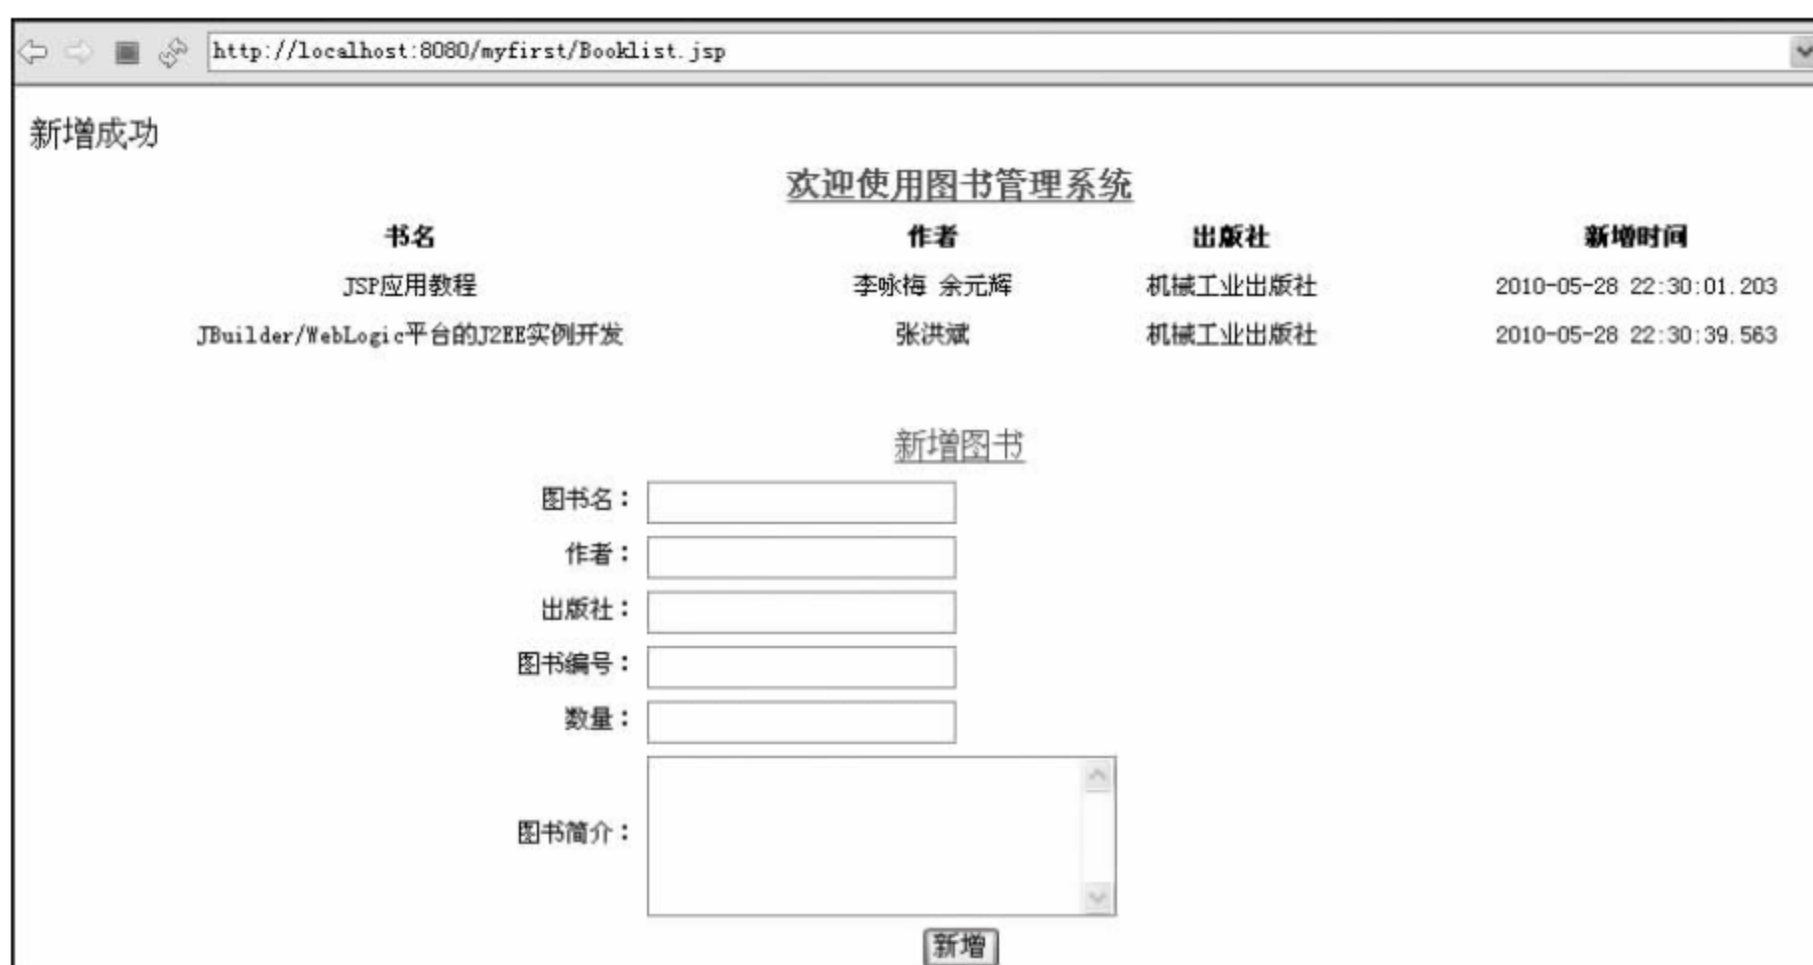 http://localhost:8080/myfirst/Booklist.jsp
新增成功
欢迎使用图书管理系统
书名 作者 出版社 新增时间
JSP应用教程 李咏梅 余元辉 机械工业出版社 2010-05-28 22:30:01.203
JBuilder/WebLogic平台的J2EE实例开发 张洪斌 机械工业出版社 2010-05-28 22:30:39.563
新增图书
图书名：
作者：
出版社：
图书编号：
数量：
图书简介：
新增